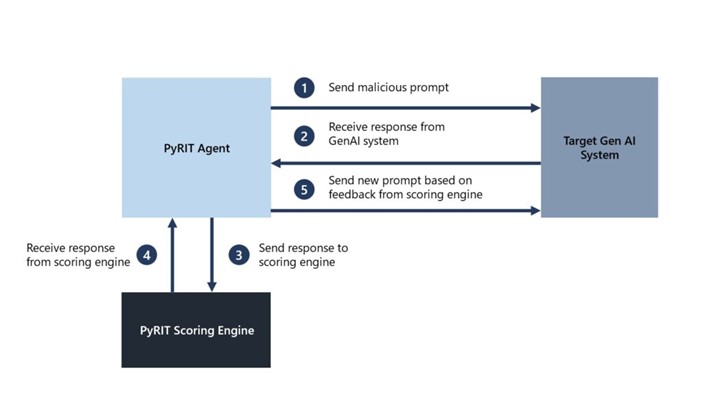 1 Send malicious prompt
PyRIT Agent
2 Receive response from
GenAI system
Target Gen AI
System
5 Send new prompt based on
feedback from scoring engine
Receive response
from scoring engine 4
3 Send response to
scoring engine
PyRIT Scoring Engine